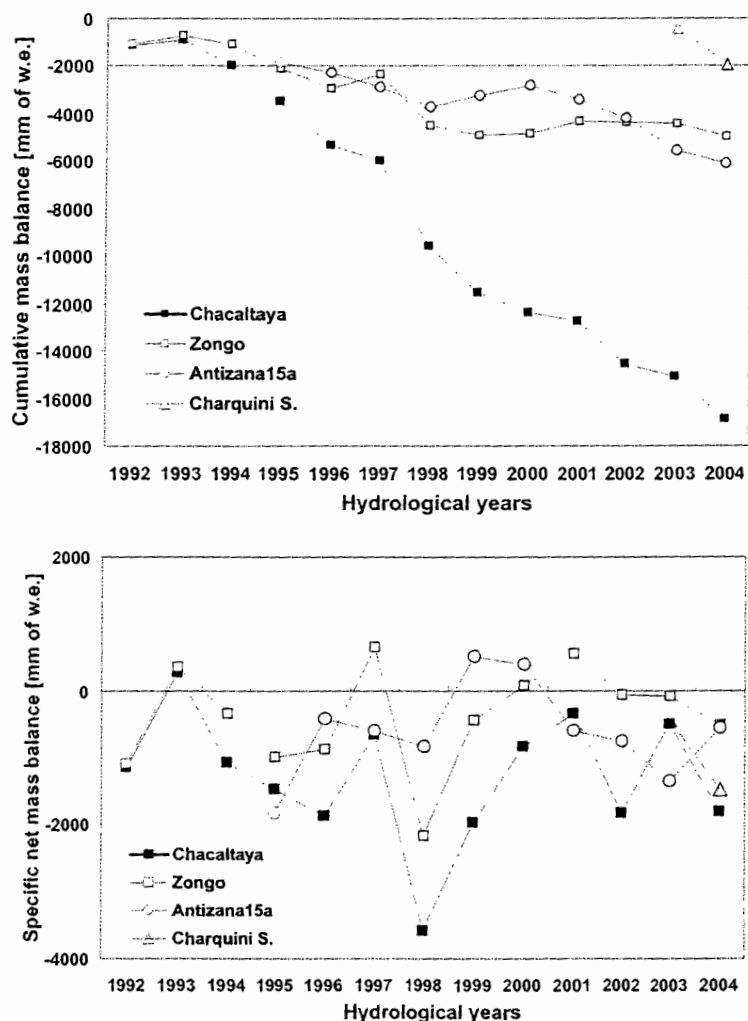 Cumulative mass balance [mm of w.e.]
0
-2000
-4000
-6000
-8000
-10000
-12000
-14000
-16000
-18000
Chacaltaya
Zongo
Antizana15a
Charquini S.
1992 1993 1994 1995 1996 1997 1998 1999 2000 2001 2002 2003 2004
Hydrological years
Specific net mass balance [mm of w.e.]
2000
0
-2000
-4000
Chacaltaya
Zongo
Antizana15a
Charquini S.
1992 1993 1994 1995 1996 1997 1998 1999 2000 2001 2002 2003 2004
Hydrological years